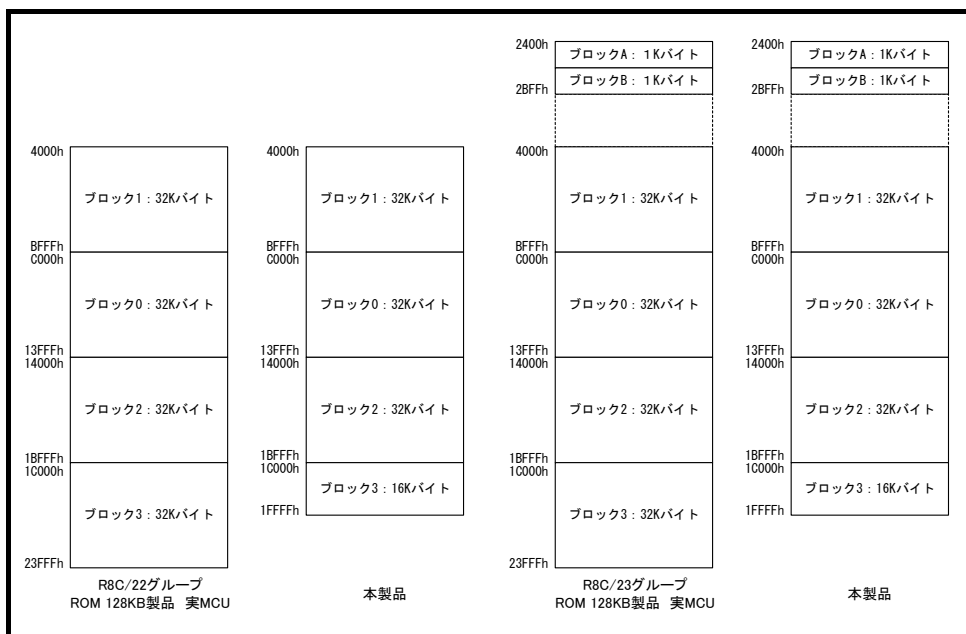 4000h
ブロック1：32Kバイト
BFFFh
C000h
ブロック0：32Kバイト
13FFFh
14000h
ブロック2：32Kバイト
1BFFFh
1C000h
ブロック3：32Kバイト
23FFFh
R8C/22グループ
ROM 128KB製品 実MCU
4000h
ブロック1：32Kバイト
BFFFh
C000h
ブロック0：32Kバイト
13FFFh
14000h
ブロック2：32Kバイト
1BFFFh
1C000h
ブロック3：16Kバイト
1FFFFh
本製品
2400h
ブロックA：1Kバイト
ブロックB：1Kバイト
2BFFh
4000h
ブロック1：32Kバイト
BFFFh
C000h
ブロック0：32Kバイト
13FFFh
14000h
ブロック2：32Kバイト
1BFFFh
1C000h
ブロック3：32Kバイト
23FFFh
R8C/23グループ
ROM 128KB製品 実MCU
2400h
ブロックA：1Kバイト
ブロックB：1Kバイト
2BFFh
4000h
ブロック1：32Kバイト
BFFFh
C000h
ブロック0：32Kバイト
13FFFh
14000h
ブロック2：32Kバイト
1BFFFh
1C000h
ブロック3：16Kバイト
1FFFFh
本製品